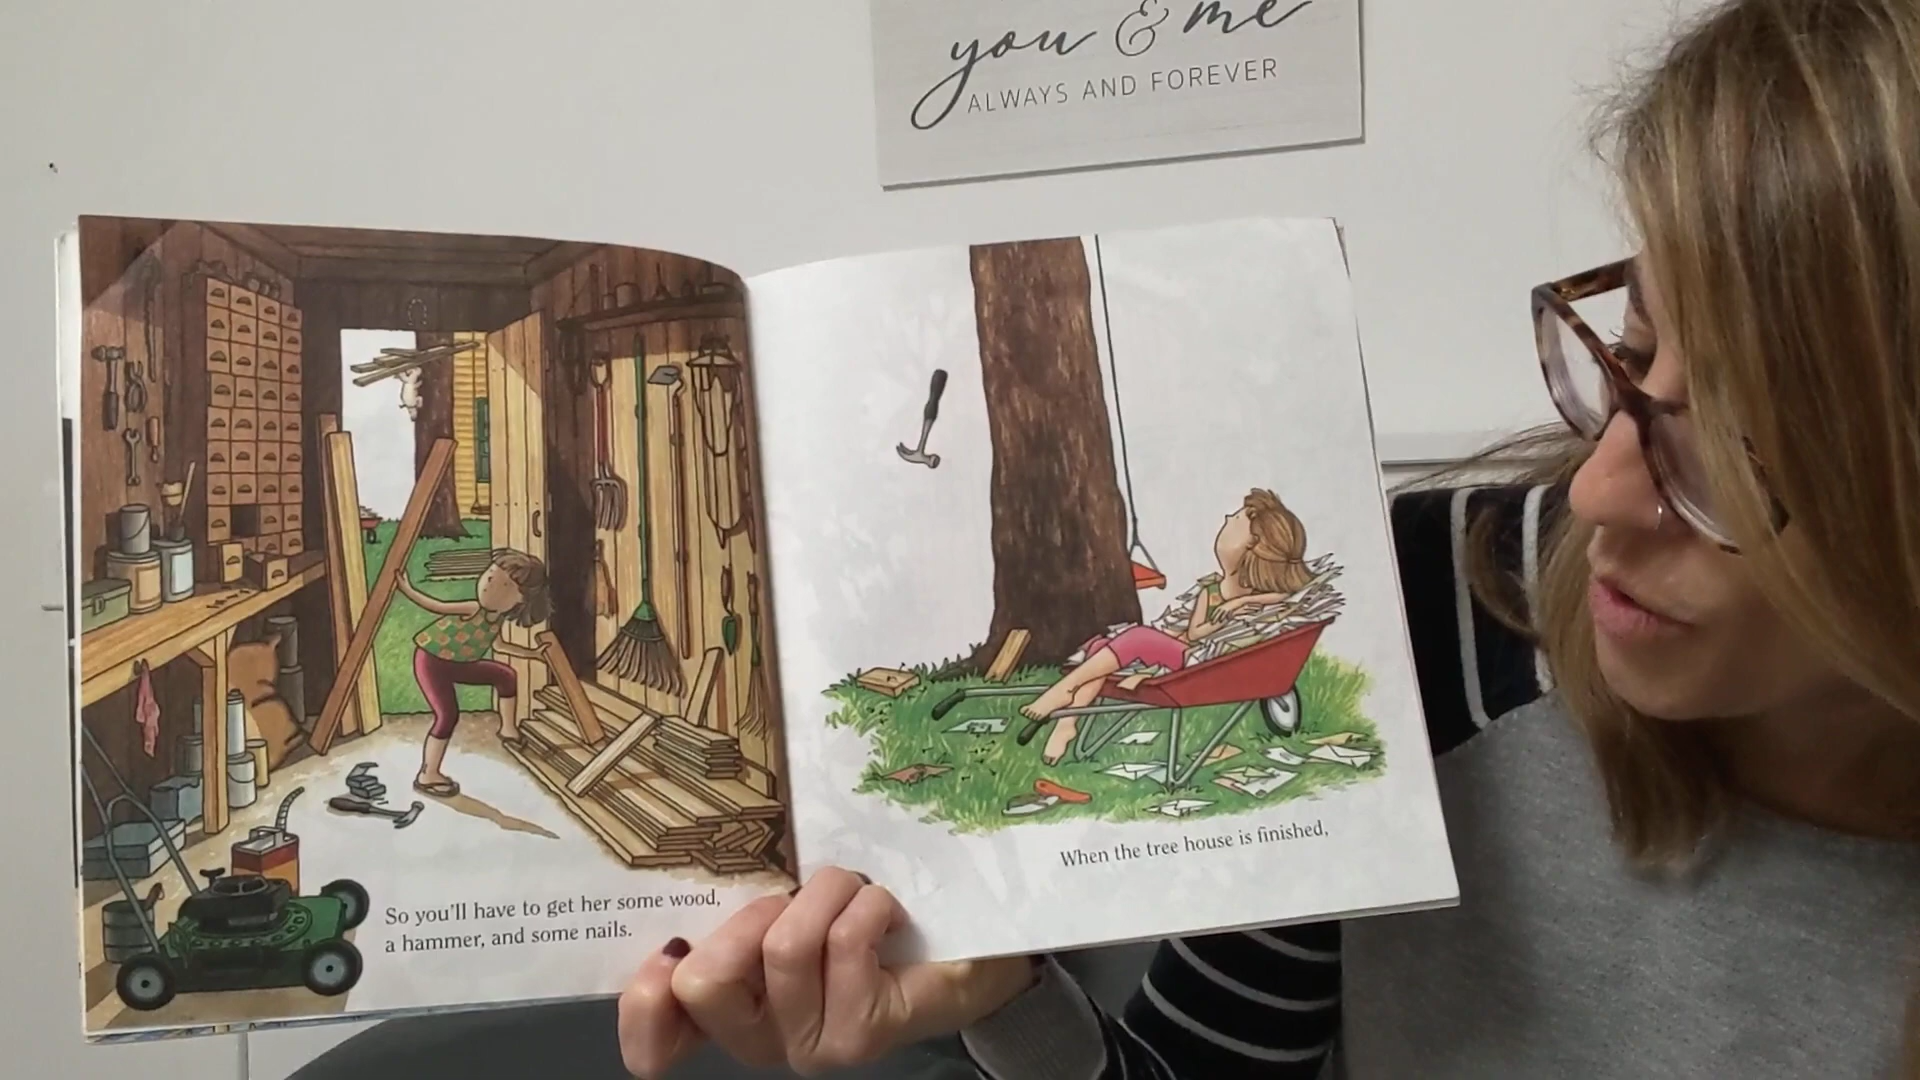 you & me
ALWAYS AND FOREVER
So you'll have to get her some wood,
a hammer, and some nails.
When the tree house is finished,